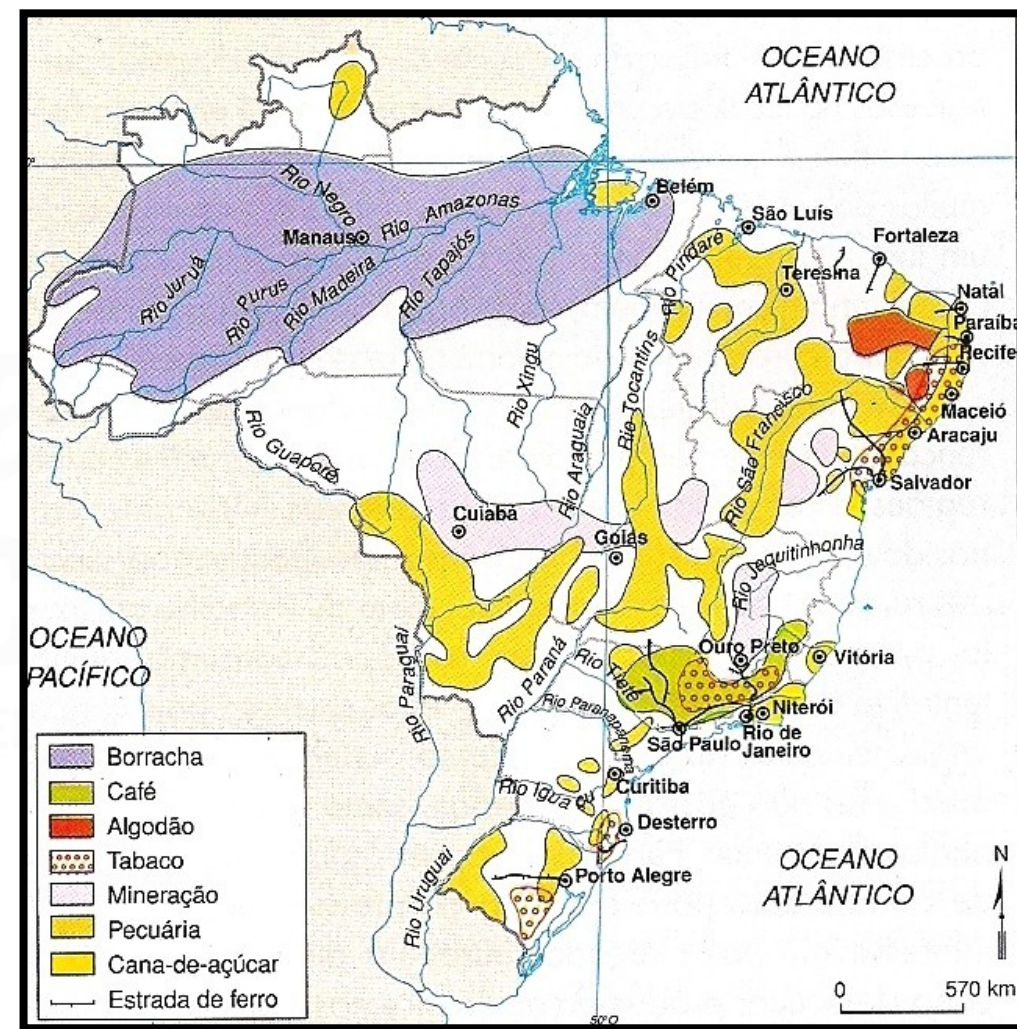 OCEANO
ATLÂNTICO
Rio Negro
Belém
Rio Amazonas
São Luís
Manaus
Fortaleza
Rio Pindaré
Rio Juruá
Rio Purus
Rio Madeira
Rio Tapajós
Teresina
Natal
Paraíba
Recife
Rio Xingu
Rio Tocantins
Maceió
Rio São Francisco
Aracaju
Rio Araguaia
Rio Guaporé
Salvador
Cuiabá
Goiás
Rio Jequitinhonha
OCEANO
PACÍFICO
Ouro Preto
Vitória
Rio Paraguai
Rio Paraná
Rio Tietê
Rio Paranapanema
Niterói
São Paulo
Rio de
Janeiro
Curitiba
Rio Iguaçu
Desterro
Porto Alegre
Rio Uruguai
OCEANO
ATLÂNTICO
N
Borracha
Café
Algodão
Tabaco
Mineração
Pecuária
Cana-de-açúcar
Estrada de ferro
0 570 km
50°O